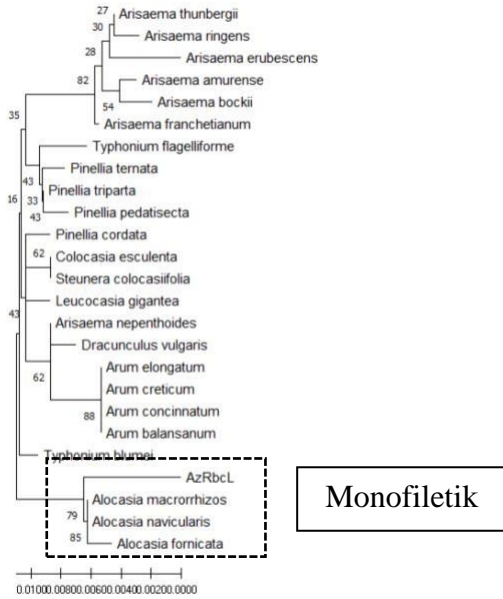 27
Arisaema thunbergii
30
Arisaema ringens
28
Arisaema erubescens
82
Arisaema amurense
54
Arisaema bockii
Arisaema franchetianum
35
Typhonium flagelliforme
Pinellia ternata
43
Pinellia triparta
16
33
43
Pinellia pedatisecta
Pinellia cordata
62
Colocasia esculenta
Steunera colocasiifolia
Leucocasia gigantea
43
Arisaema nepenthoides
Dracunculus vulgaris
62
Arum elongatum
Arum creticum
88
Arum concinnatum
Arum balansanum
Typhonium blumei
AzRbcL
Monofiletik
Alocasia macrorrhizos
79
Alocasia navicularis
85
Alocasia fornicata
0.01000.00800.00600.00400.00200.0000